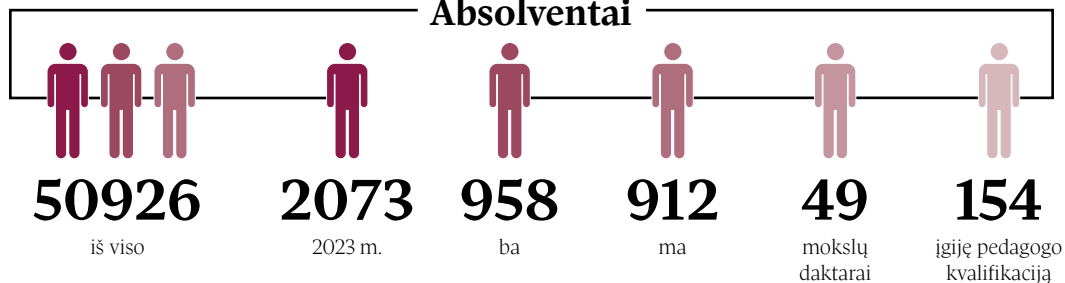 Absolventai
50926
iš viso
2073
2023 m.
958
ba
912
ma
49
mokslų
daktarai
154
įgiję pedagogo
kvalifikaciją